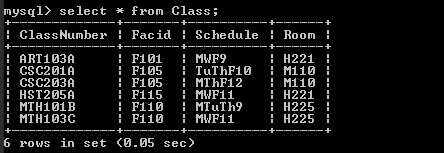 mysql> select * from Class;
+-------------+-------+----------+------+
| ClassNumber | Facid | Schedule | Room |
+-------------+-------+----------+------+
| ART103A | F101 | MWF9 | H221 |
| CSC201A | F105 | TuThF10 | M110 |
| CSC203A | F105 | MThF12 | M110 |
| HST205A | F115 | MWF11 | H221 |
| MTH101B | F110 | MTuTh9 | H225 |
| MTH103C | F110 | MWF11 | H225 |
+-------------+-------+----------+------+
6 rows in set (0.05 sec)